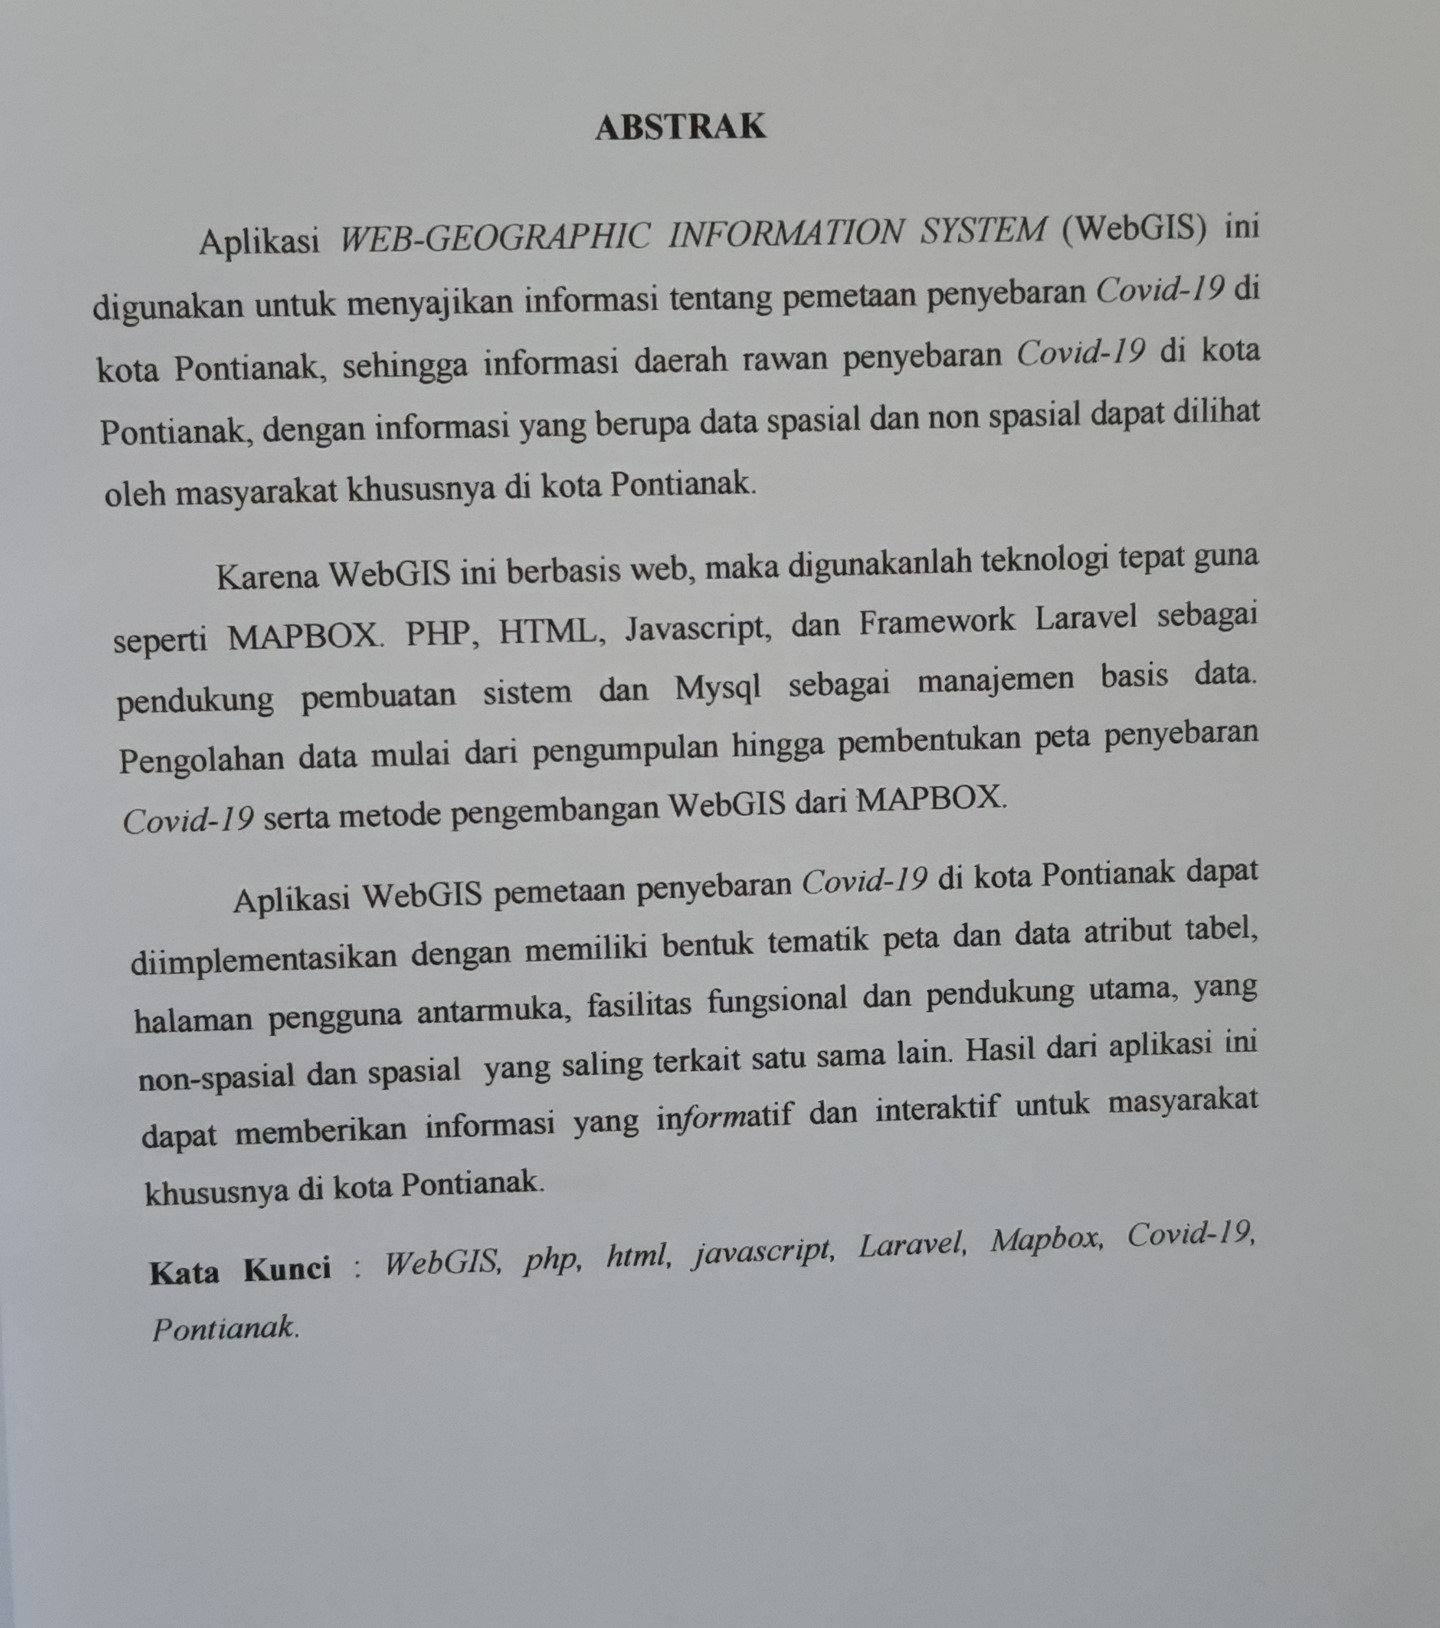 ABSTRAK
Aplikasi WEB-GEOGRAPHIC INFORMATION SYSTEM (WebGIS) ini
digunakan untuk menyajikan informasi tentang pemetaan penyebaran Covid-19 di
kota Pontianak, sehingga informasi daerah rawan penyebaran Covid-19 di kota
Pontianak, dengan informasi yang berupa data spasial dan non spasial dapat dilihat
oleh masyarakat khususnya di kota Pontianak.
Karena WebGIS ini berbasis web, maka digunakanlah teknologi tepat guna
seperti MAPBOX. PHP, HTML, Javascript, dan Framework Laravel sebagai
pendukung pembuatan sistem dan Mysql sebagai manajemen basis data.
Pengolahan data mulai dari pengumpulan hingga pembentukan peta penyebaran
Covid-19 serta metode pengembangan WebGIS dari MAPBOX.
Aplikasi WebGIS pemetaan penyebaran Covid-19 di kota Pontianak dapat
diimplementasikan dengan memiliki bentuk tematik peta dan data atribut tabel,
halaman pengguna antarmuka, fasilitas fungsional dan pendukung utama, yang
non-spasial dan spasial yang saling terkait satu sama lain. Hasil dari aplikasi ini
dapat memberikan informasi yang informatif dan interaktif untuk masyarakat
khususnya di kota Pontianak.
Kata Kunci : WebGIS, php, html, javascript, Laravel, Mapbox, Covid-19,
Pontianak.